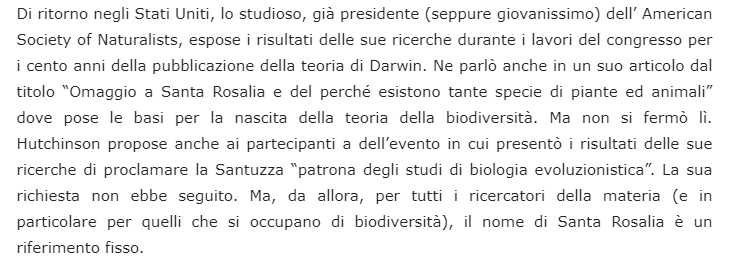 Di ritorno negli Stati Uniti, lo studioso, già presidente (seppure giovanissimo) dell’ American
Society of Naturalists, espose i risultati delle sue ricerche durante i lavori del congresso per
i cento anni della pubblicazione della teoria di Darwin. Ne parlò anche in un suo articolo dal
titolo “Omaggio a Santa Rosalia e del perché esistono tante specie di piante ed animali”
dove pose le basi per la nascita della teoria della biodiversità. Ma non si fermò lì.
Hutchinson propose anche ai partecipanti a dell’evento in cui presentò i risultati delle sue
ricerche di proclamare la Santuzza “patrona degli studi di biologia evoluzionistica”. La sua
richiesta non ebbe seguito. Ma, da allora, per tutti i ricercatori della materia (e in
particolare per quelli che si occupano di biodiversità), il nome di Santa Rosalia è un
riferimento fisso.